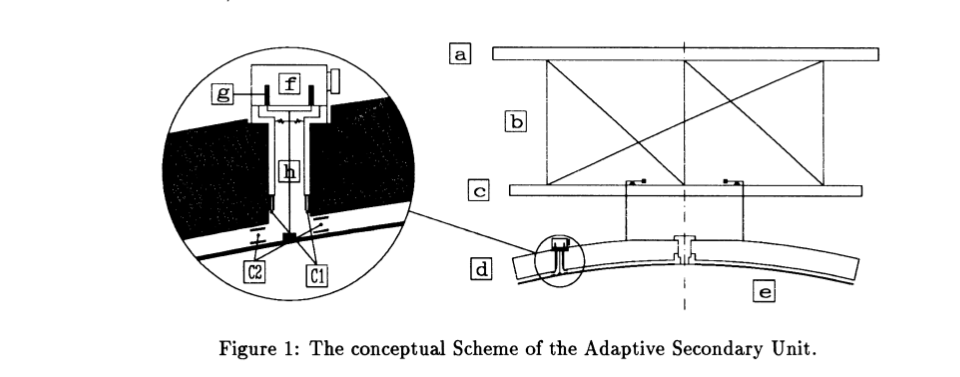 a
f
g
b
h
c
d
C2
C1
e
Figure 1: The conceptual Scheme of the Adaptive Secondary Unit.